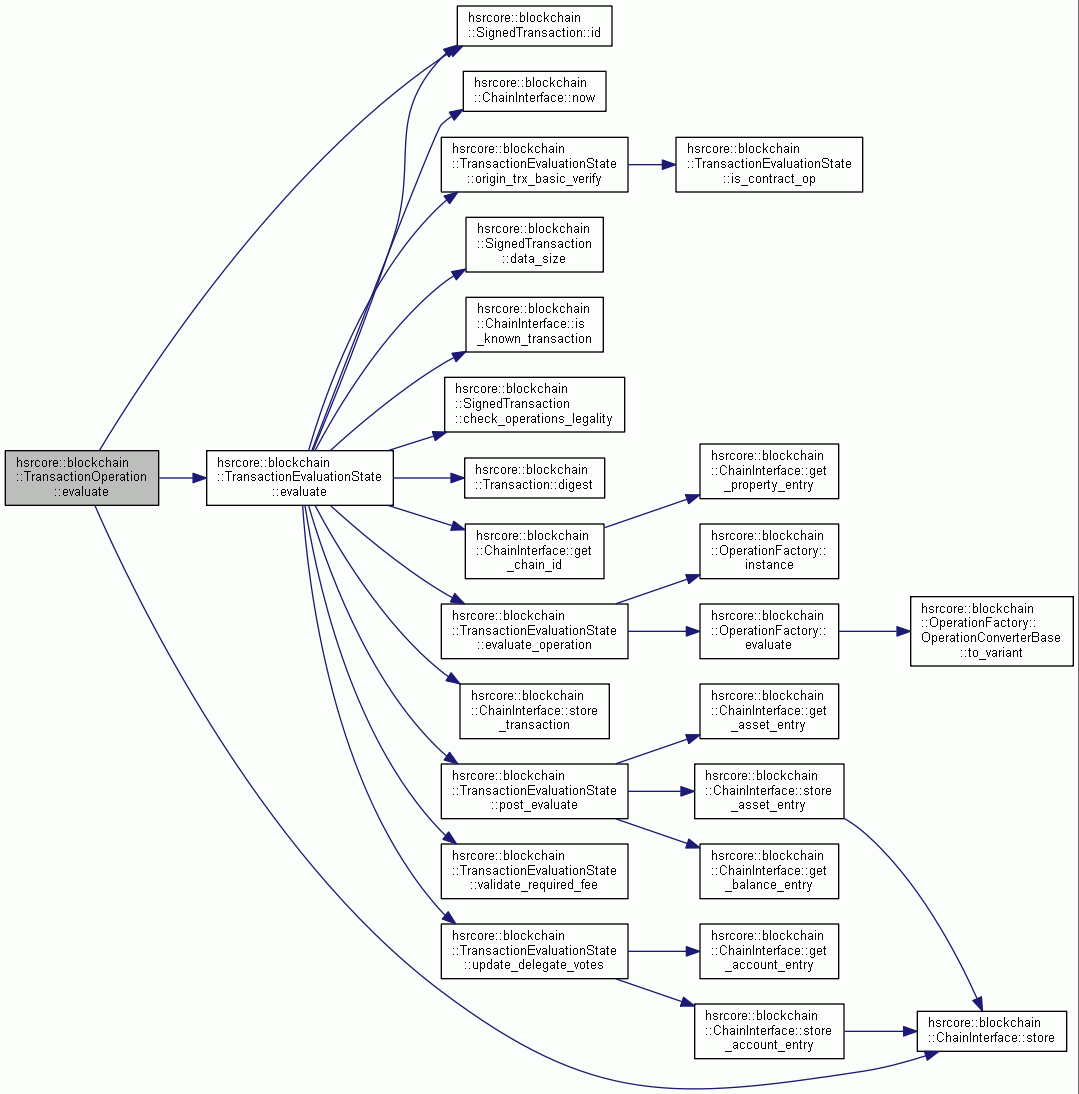 hsrcore::blockchain
::SignedTransaction::id
hsrcore::blockchain
::ChainInterface::now
hsrcore::blockchain
::TransactionEvaluationState
::origin_trx_basic_verify
hsrcore::blockchain
::TransactionEvaluationState
::is_contract_op
hsrcore::blockchain
::SignedTransaction
::data_size
hsrcore::blockchain
::ChainInterface::is
_known_transaction
hsrcore::blockchain
::SignedTransaction
::check_operations_legality
hsrcore::blockchain
::TransactionOperation
::evaluate
hsrcore::blockchain
::TransactionEvaluationState
::evaluate
hsrcore::blockchain
::Transaction::digest
hsrcore::blockchain
::ChainInterface::get
_property_entry
hsrcore::blockchain
::ChainInterface::get
_chain_id
hsrcore::blockchain
::OperationFactory::
instance
hsrcore::blockchain
::TransactionEvaluationState
::evaluate_operation
hsrcore::blockchain
::OperationFactory::
evaluate
hsrcore::blockchain
::OperationFactory::
OperationConverterBase
::to_variant
hsrcore::blockchain
::ChainInterface::store
_transaction
hsrcore::blockchain
::ChainInterface::get
_asset_entry
hsrcore::blockchain
::TransactionEvaluationState
::post_evaluate
hsrcore::blockchain
::ChainInterface::store
_asset_entry
hsrcore::blockchain
::TransactionEvaluationState
::validate_required_fee
hsrcore::blockchain
::ChainInterface::get
_balance_entry
hsrcore::blockchain
::TransactionEvaluationState
::update_delegate_votes
hsrcore::blockchain
::ChainInterface::get
_account_entry
hsrcore::blockchain
::ChainInterface::store
_account_entry
hsrcore::blockchain
::ChainInterface::store